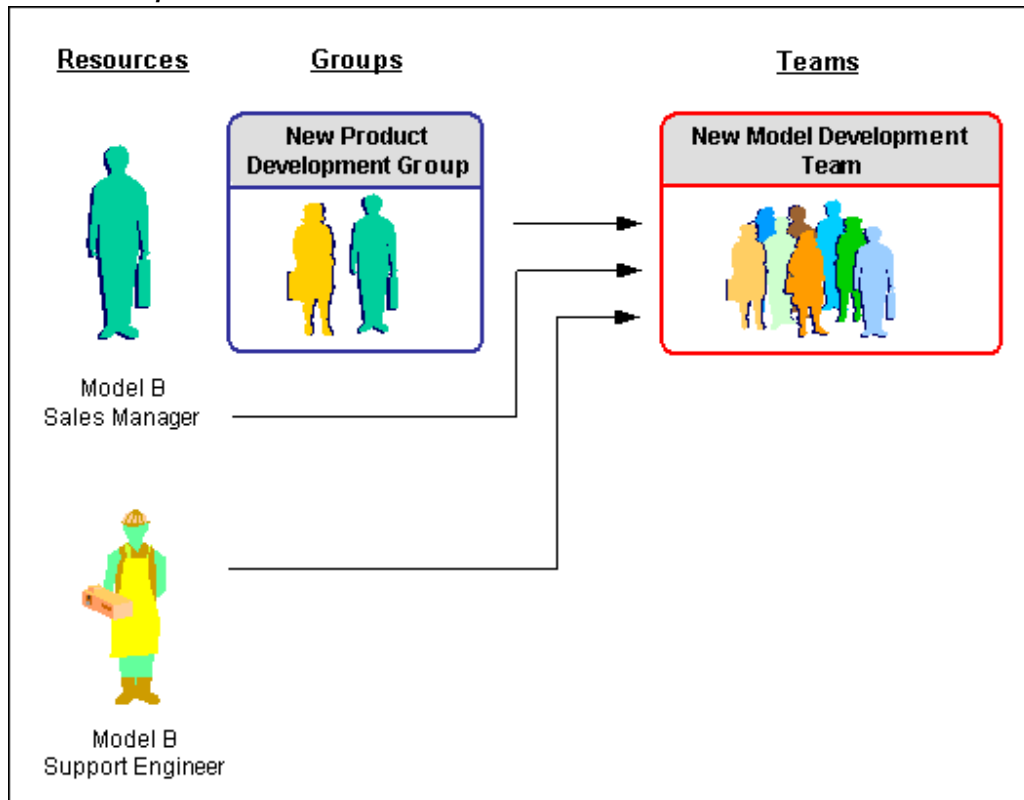 Resources
Groups
Teams
New Product
Development Group
New Model Development
Team
Model B
Sales Manager
Model B
Support Engineer